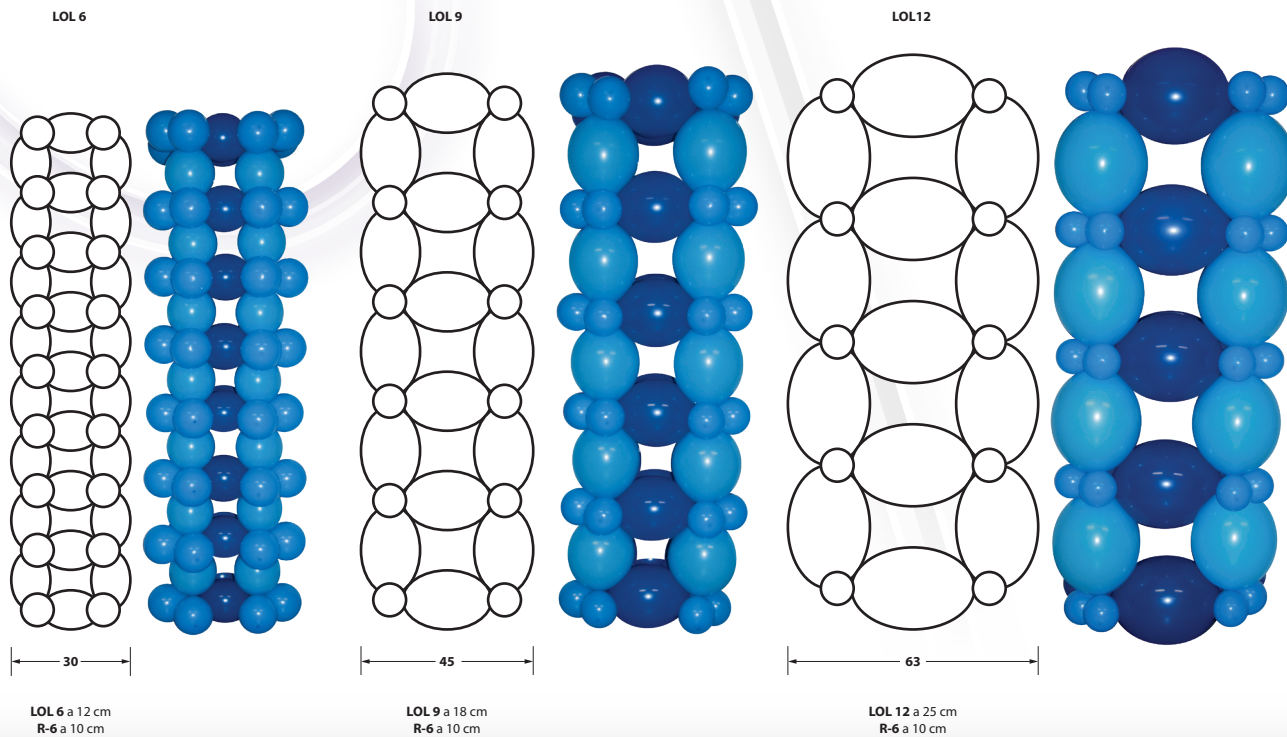 LOL 6
LOL 9
LOL12
30
45
63
LOL 6 a 12 cm
R-6 a 10 cm
LOL 9 a 18 cm
R-6 a 10 cm
LOL 12 a 25 cm
R-6 a 10 cm